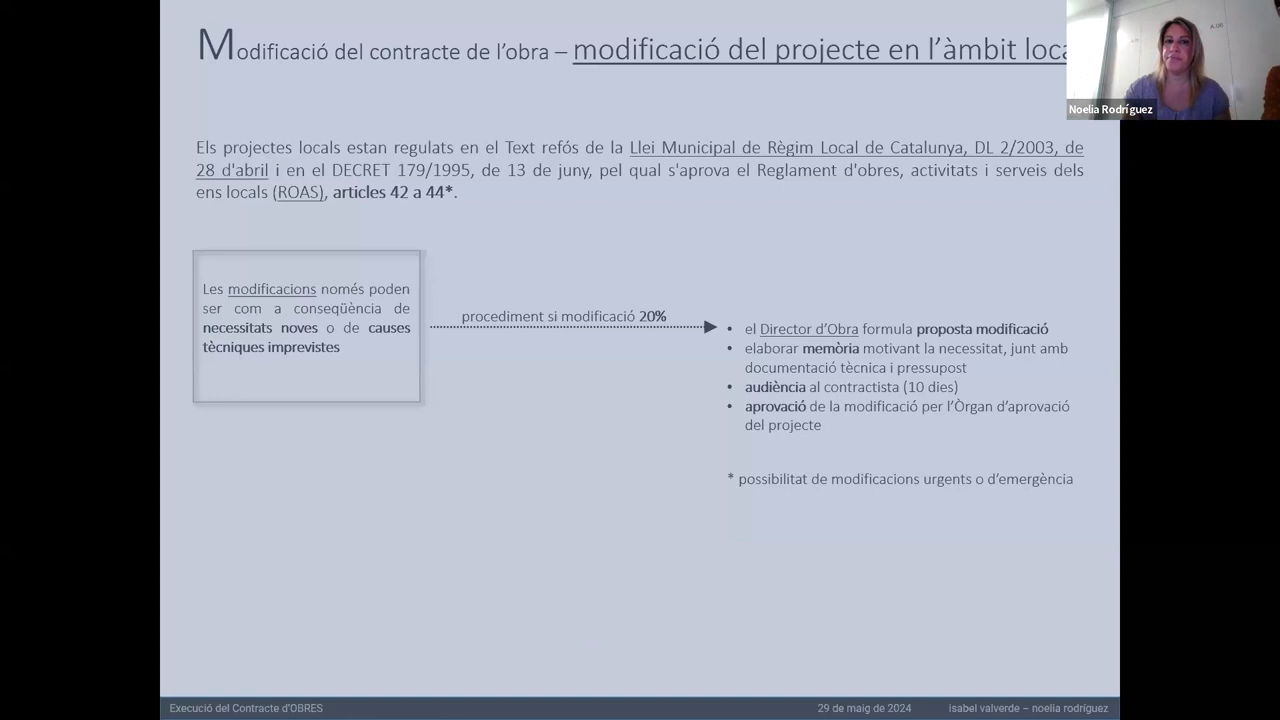 Modificació del contracte de l'obra – modificació del projecte en l'àmbit loca
Noelia Rodríguez
Els projectes locals estan regulats en el Text refós de la Llei Municipal de Règim Local de Catalunya, DL 2/2003, de
28 d'abril i en el DECRET 179/1995, de 13 de juny, pel qual s'aprova el Reglament d'obres, activitats i serveis dels
ens locals (ROAS), articles 42 a 44*.
Les modificacions només poden
ser com a conseqüència de
necessitats noves o de causes
tècniques imprevistes
procediment si modificació 20%
• el Director d'Obra formula proposta modificació
• elaborar memòria motivant la necessitat, junt amb
documentació tècnica i pressupost
• audiència al contractista (10 dies)
• aprovació de la modificació per l'Òrgan d'aprovació
del projecte
* possibilitat de modificacions urgents o d'emergència
Execució del Contracte d'OBRES
29 de maig de 2024
isabel valverde – noelia rodríguez